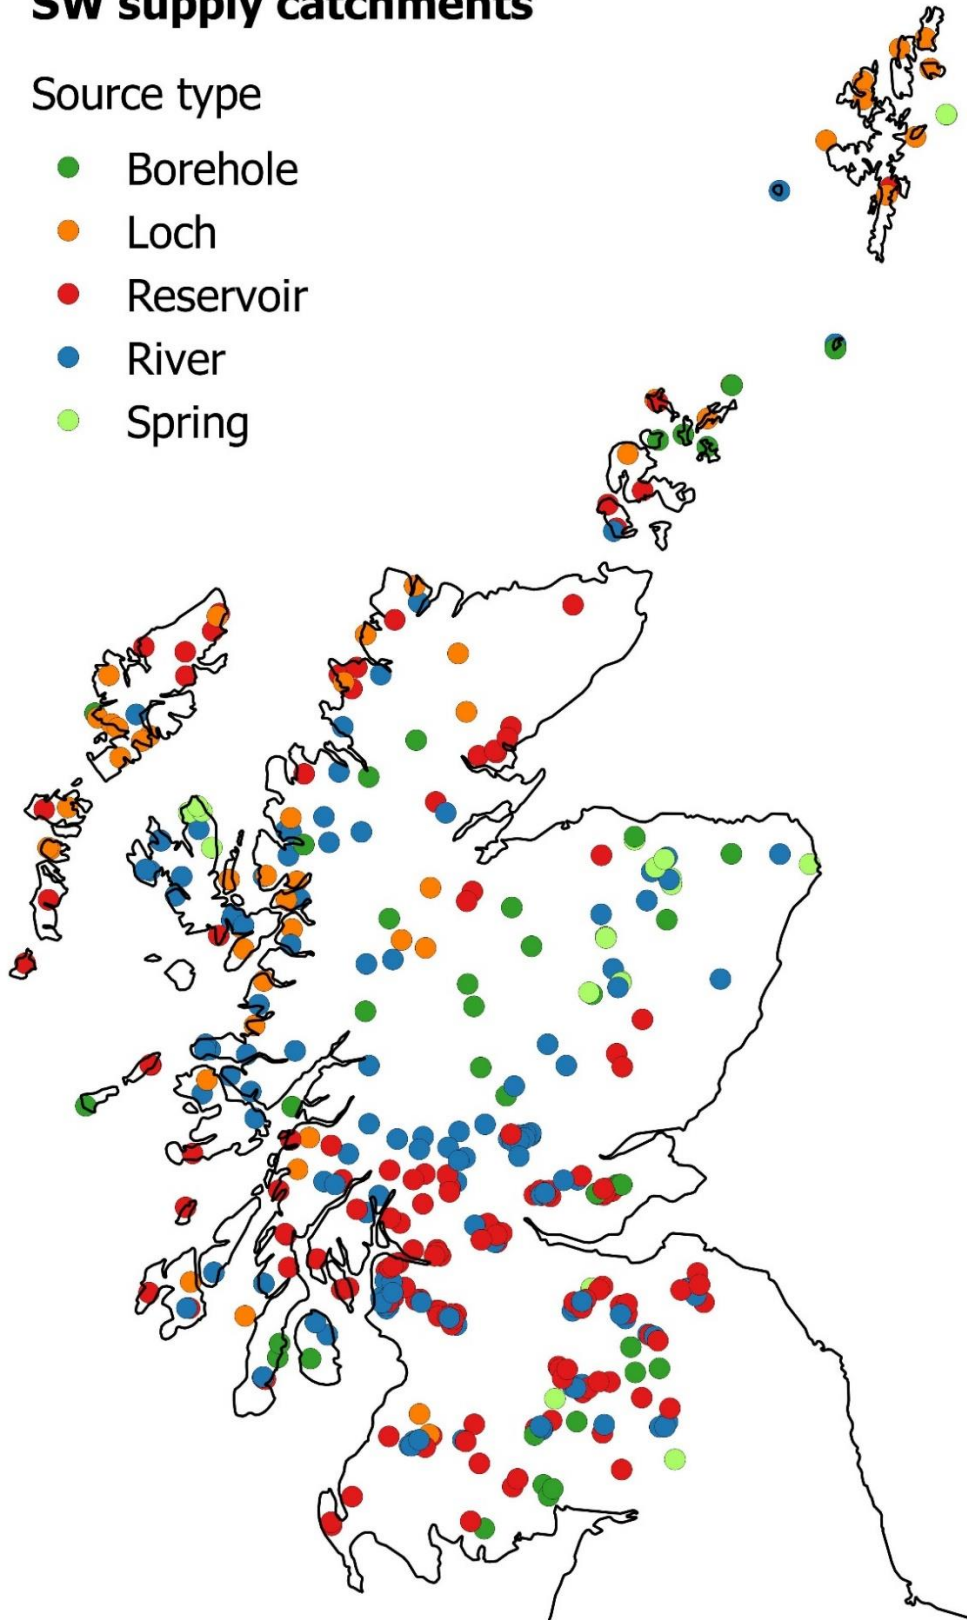 SW supply catchments
Source type
Borehole
Loch
Reservoir
River
Spring